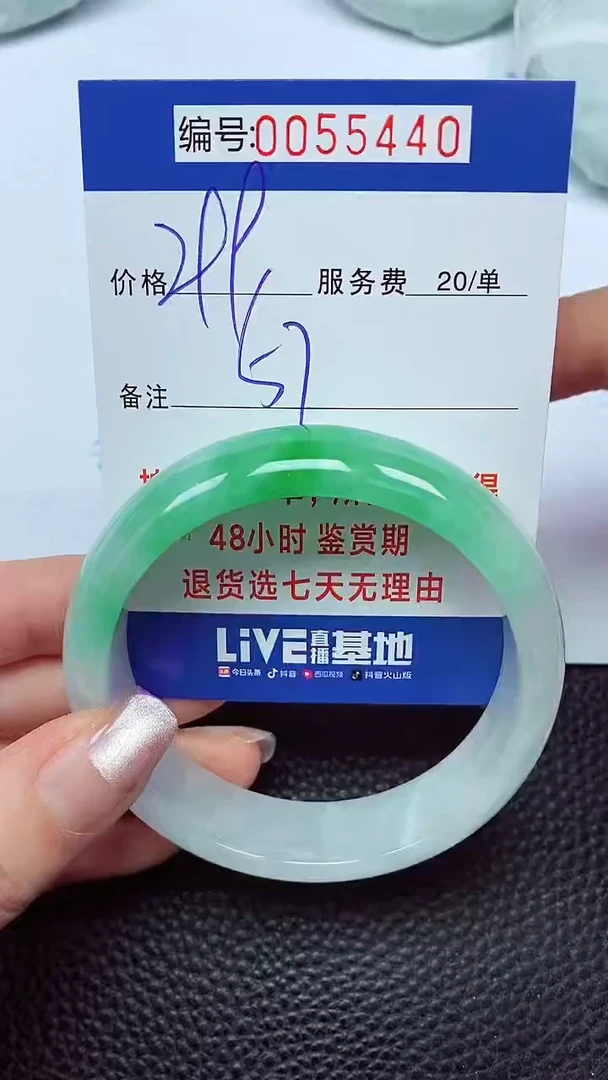 编号:0055440
价格 299 服务费 20/单
57
备注
48小时 鉴赏期
退货选七天无理由
LiVE直播基地
今日头条 抖音 西瓜视频 抖音火山版